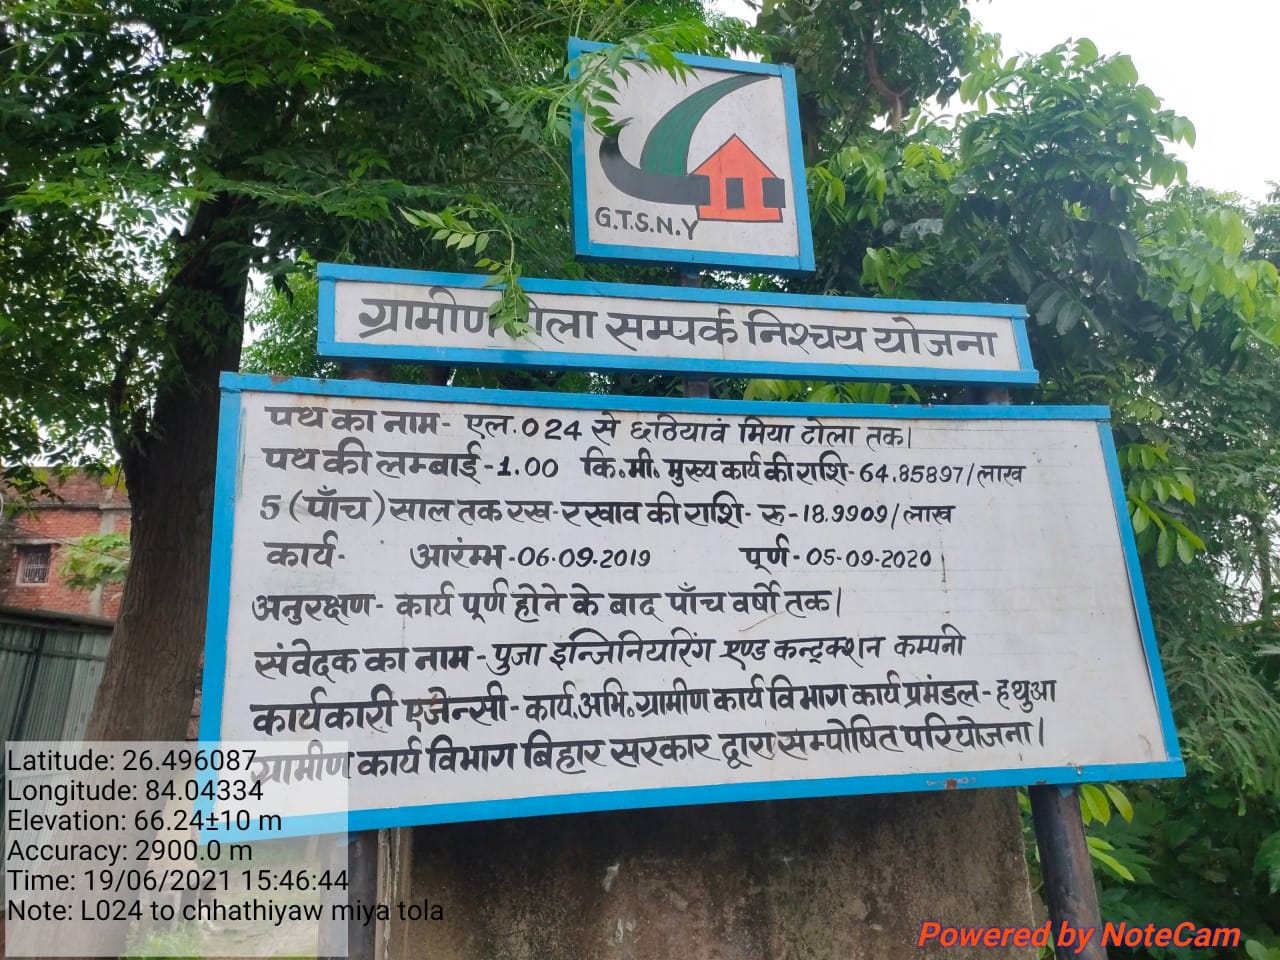 G.T.S.N.Y
ग्रामीण टोला सम्पर्क निश्चय योजना
पथ का नाम- एल.024 से छठियावं मिया टोला तक।
पथ की लम्बाई-1.00 कि.मी. मुख्य कार्य की राशि-64.85897/लाख
5 (पाँच) साल तक रख-रखाव की राशि- रु-18.9909/लाख
कार्य- आरंम्भ-06.09.2019 पूर्ण-05-09-2020
अनुरक्षण- कार्य पूर्ण होने के बाद पाँच वर्षो तक।
संवेदक का नाम-पुजा इन्जिनियरिंग एण्ड कन्ट्रक्शन कम्पनी
कार्यकारी एजेन्सी-कार्य.अभि.ग्रामीण कार्य विभाग कार्य प्रमंडल-हथुआ
ग्रामीण कार्य विभाग बिहार सरकार द्वारा सम्पोषित परियोजना।
Latitude: 26.496087
Longitude: 84.04334
Elevation: 66.24±10 m
Accuracy: 2900.0 m
Time: 19/06/2021 15:46:44
Note: L024 to chhathiyaw miya tola
Powered by NoteCam